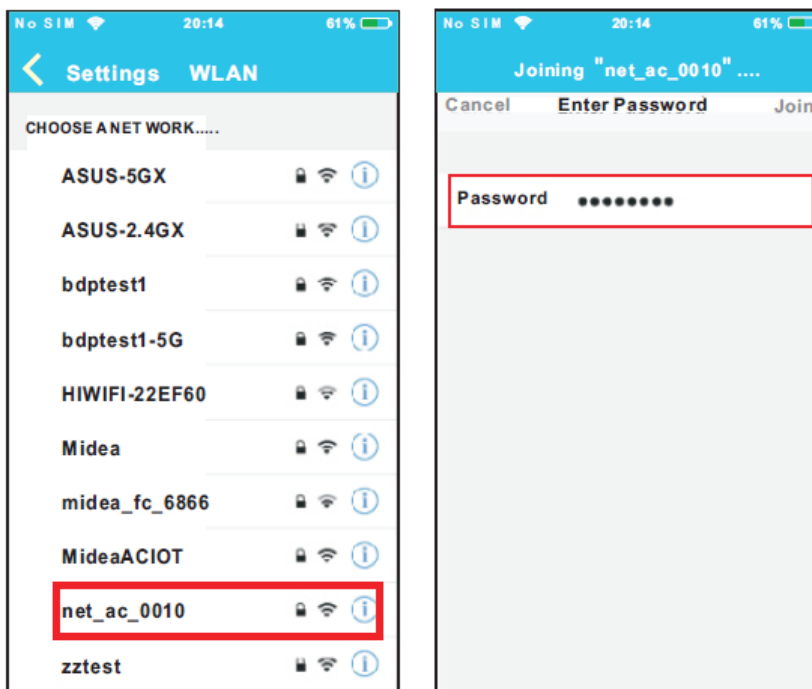 No SIM 20:14 61%
Settings WLAN
CHOOSE A NET WORK.....
ASUS-5GX
ASUS-2.4GX
bdptest1
bdptest1-5G
HIWIFI-22EF60
Midea
midea_fc_6866
MideaACIOT
net_ac_0010
zztest
No SIM 20:14 61%
Joining "net_ac_0010" ....
Cancel Enter Password Join
Password ●●●●●●●●